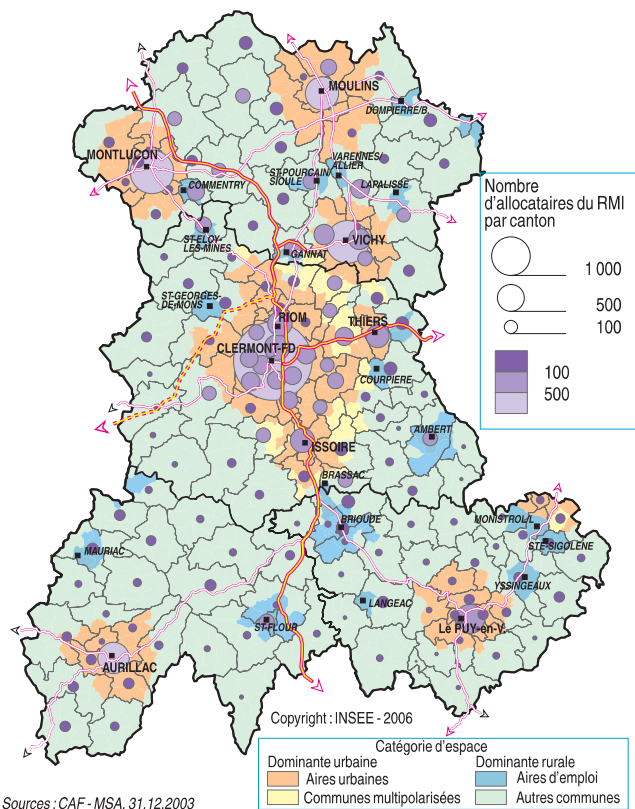 MOULINS
DOMPIERRE/B.
MONTLUCON
COMMENTRY
ST-POURCAIN/
SIOULE
VARENNES/
ALLIER
LAPALISSE
ST-ELOY-
LES-MINES
GANNAT
VICHY
ST-GEORGES-
DE-MONS
RIOM
THIERS
CLERMONT-FD
COURPIERE
AMBERT
ISSOIRE
BRASSAC
BRIOUDE
MONISTROL/L
STE-SIGOLENE
MAURIAC
YSSINGEAUX
LANGEAC
ST-FLOUR
Le PUY-en-V.
AURILLAC
Nombre
d'allocataires du RMI
par canton
1 000
500
100
100
500
Copyright : INSEE - 2006
Catégorie d'espace
Dominante urbaine
Aires urbaines
Communes multipolarisées
Dominante rurale
Aires d'emploi
Autres communes
Sources : CAF - MSA. 31.12.2003